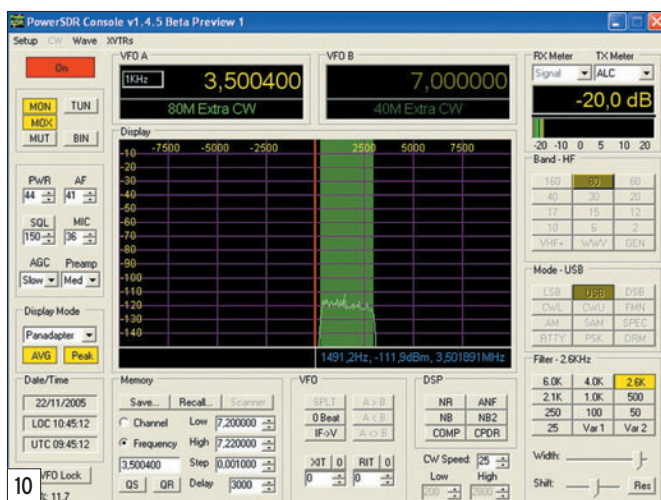 PowerSDR Console v1.4.5 Beta Preview 1
Setup CW Wave XVTRs
On
MON TUN
MOX
MUT BIN
PWR AF
44 41
SQL MIC
150 36
AGC Preamp
Slow Med
Display Mode
Panadapter
AVG Peak
Date/Time
22/11/2005
LOC 10:45:12
UTC 09:45:12
VFO Lock
: 11.7
VFO A
1KHz 3,500400
80M Extra CW
VFO B
7,000000
40M Extra CW
Display
-7500 -5000 -2500 2500 5000 7500
-10
-20
-30
-40
-50
-60
-70
-80
-90
-100
-110
-120
-130
-140
1491,2Hz, -111,9dBm, 3,501891MHz
Memory
Save... Recall... Scanner
Channel Low 7,200000
Frequency High 7,220000
3,500400 Step 0,001000
QS QR Delay 3000
VFO
SPLT A > B
0 Beat A < B
IF->V A <> B
XIT 0 RIT 0
0 0
DSP
NR ANF
NB NB2
COMP CPDR
CW Speed: 25
Low High
200 2800
RX Meter TX Meter
Signal ALC
-20,0 dB
-20 -10 0 5 10 20
Band - HF
160 80 60
40 30 20
17 15 12
10 6 2
VHF+ WWV GEN
Mode - USB
LSB USB DSB
CWL CWU FMN
AM SAM SPEC
RTTY PSK DRM
Filter - 2.6KHz
6.0K 4.0K 2.6K
2.1K 1.0K 500
250 100 50
25 Var 1 Var 2
Width:
Shift: Res
10